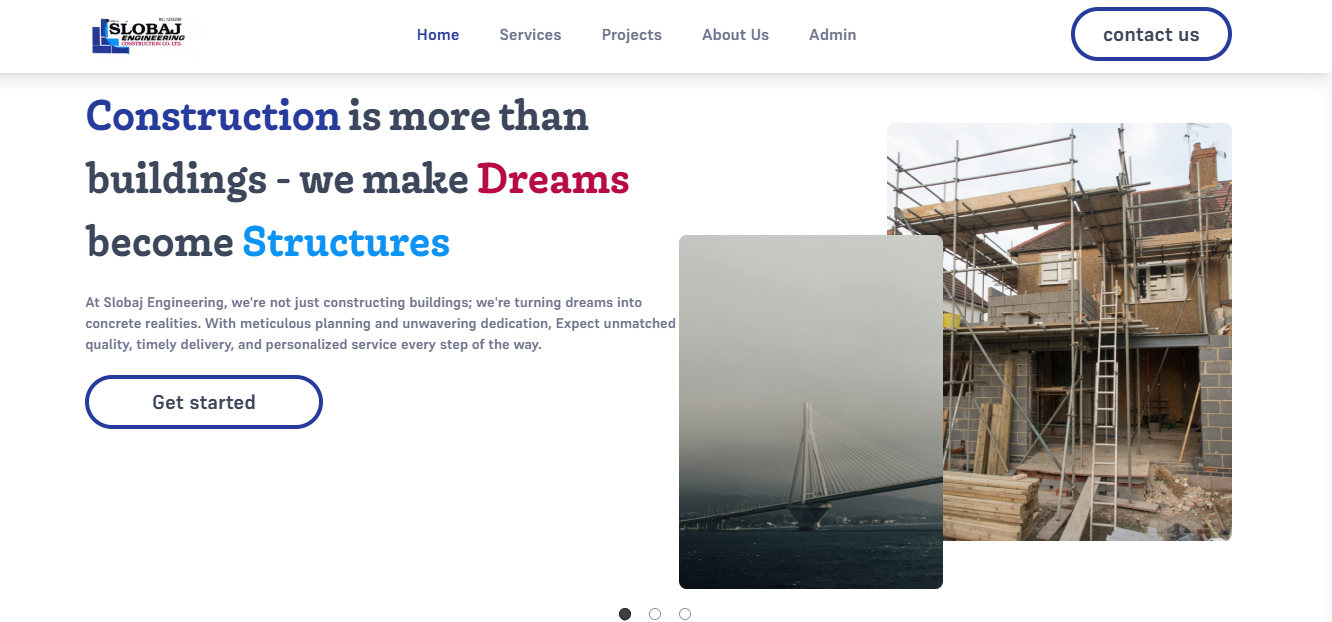 RC: 1232230
SLOBAJ
ENGINEERING
CONSTRUCTION CO. LTD.
Home Services Projects About Us Admin
contact us
Construction is more than
buildings - we make Dreams
become Structures
At Slobaj Engineering, we're not just constructing buildings; we're turning dreams into
concrete realities. With meticulous planning and unwavering dedication, Expect unmatched
quality, timely delivery, and personalized service every step of the way.
Get started